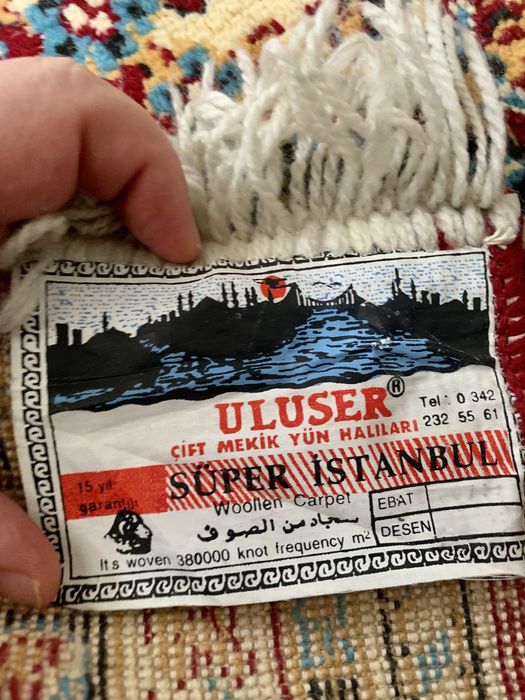 ULUSER®
ÇİFT MEKİK YÜN HALILARI
Tel : 0 342
232 55 61
15 yıl
garantili
SÜPER İSTANBUL
Woollen Carpet
سجاد من الصوف
It s woven 380000 knot frequency m²
EBAT
DESEN